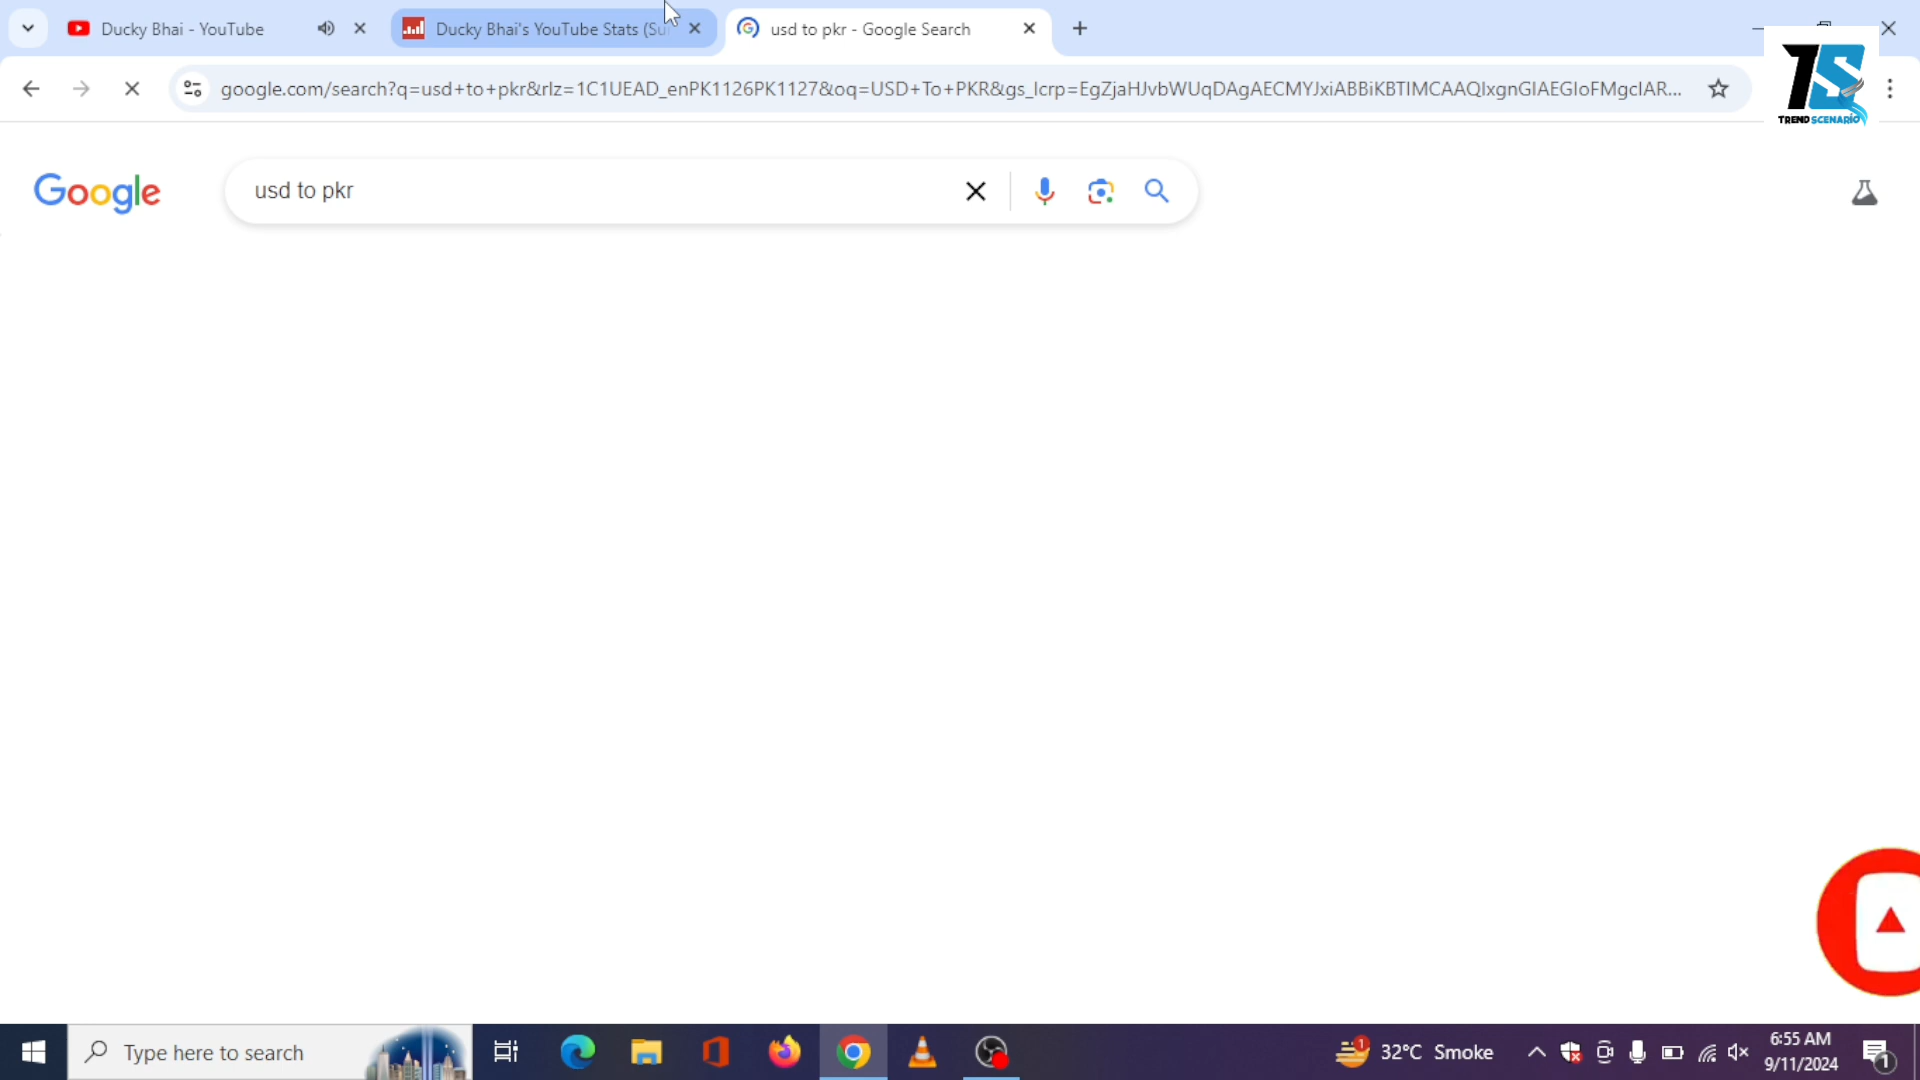 Ducky Bhai - YouTube
Ducky Bhai's YouTube Stats (Su
usd to pkr - Google Search
google.com/search?q=usd+to+pkr&rlz=1C1UEAD_enPK1126PK1127&oq=USD+To+PKR&gs_lcrp=EgZjaHJvbWUqDAgAECMYJxiABBiKBTIMCAAQIxgnGIAEGIoFMgcIAR...
TS
TREND SCENARIO
Google
usd to pkr
Type here to search
1
32°C Smoke
6:55 AM
9/11/2024
1